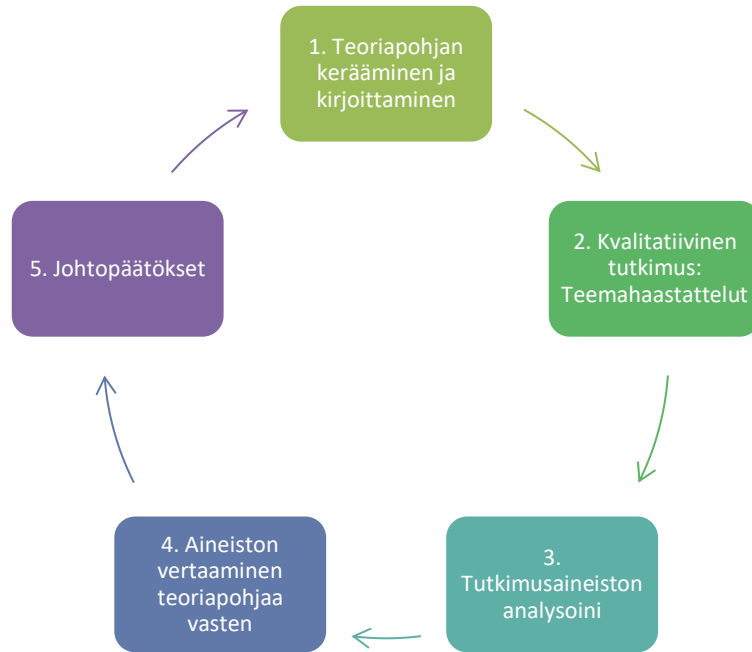 1. Teoriapohjan
kerääminen ja
kirjoittaminen
2. Kvalitatiivinen
tutkimus:
Teemahaastattelut
3.
Tutkimusaineiston
analysoini
4. Aineiston
vertaaminen
teoriapohjaa
vasten
5. Johtopäätökset